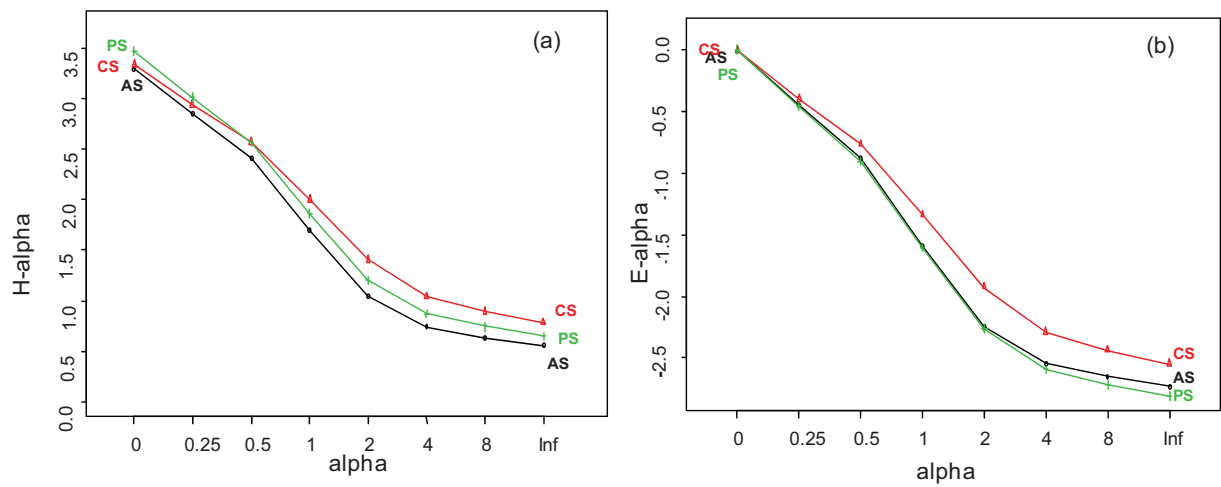 (a)
H-alpha
3.5
3.0
2.5
2.0
1.5
1.0
0.5
0.0
PS
CS
AS
CS
PS
AS
0 0.25 0.5 1 2 4 8 Inf
alpha
(b)
E-alpha
0.0
-0.5
-1.0
-1.5
-2.0
-2.5
CS
AS
PS
CS
AS
PS
0 0.25 0.5 1 2 4 8 Inf
alpha